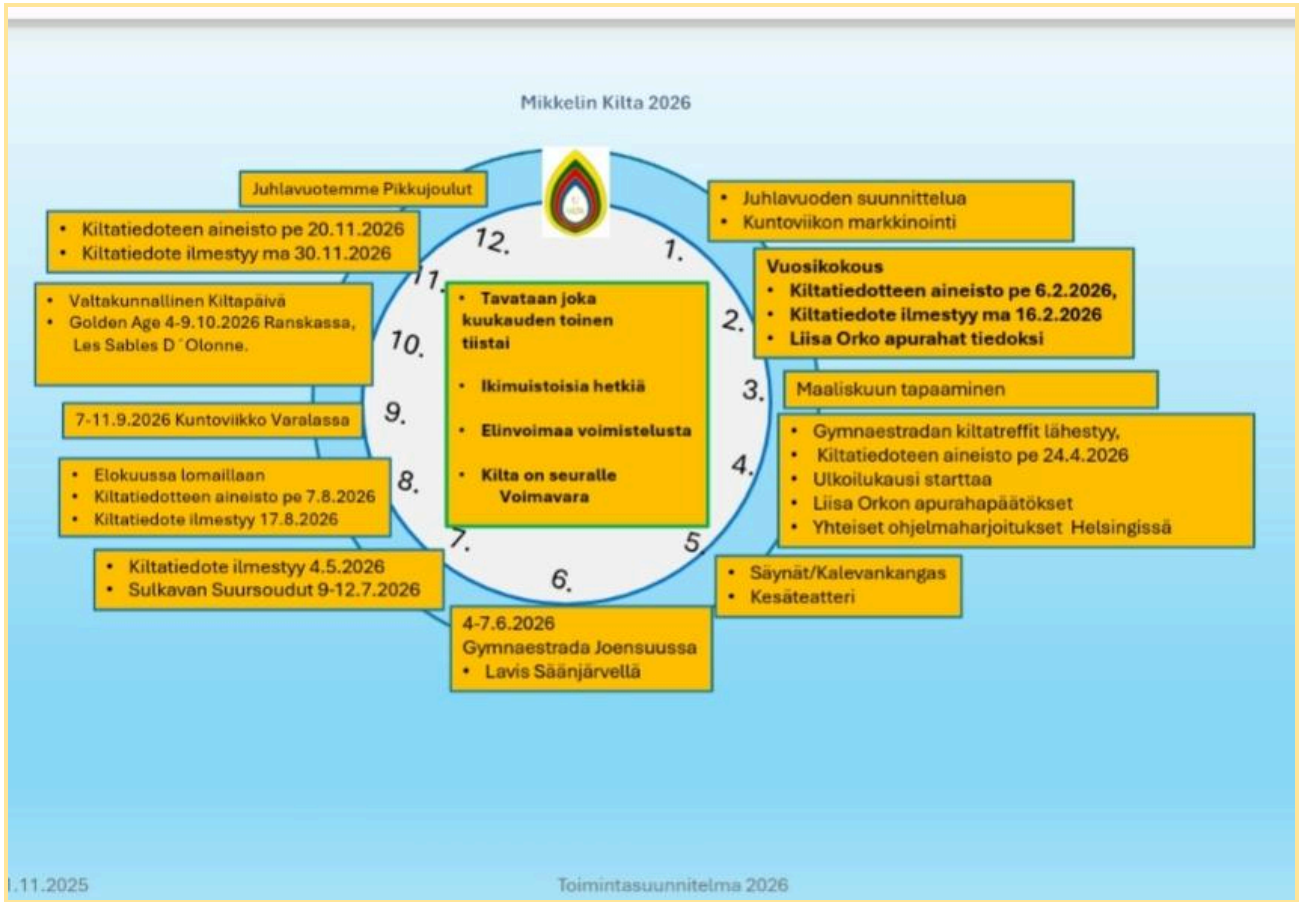 Mikkelin Kilta 2026
12.
1.
2.
3.
4.
5.
6.
7.
8.
9.
10.
11.
• Juhlavuoden suunnittelua
• Kuntoviikon markkinointi
Vuosikokous
• Kiltatiedotteen aineisto pe 6.2.2026,
• Kiltatiedote ilmestyy ma 16.2.2026
• Liisa Orko apurahat tiedoksi
Maaliskuun tapaaminen
• Gymnaestradan kiltatreffit lähestyy,
• Kiltatiedoteen aineisto pe 24.4.2026
• Ulkoilukausi starttaa
• Liisa Orkon apurahapäätökset
• Yhteiset ohjelmaharjoitukset Helsingissä
• Säynät/Kalevankangas
• Kesäteatteri
4-7.6.2026
Gymnaestrada Joensuussa
• Lavis Säänjärvellä
• Kiltatiedote ilmestyy 4.5.2026
• Sulkavan Suursoudut 9-12.7.2026
• Elokuussa lomaillaan
• Kiltatiedotteen aineisto pe 7.8.2026
• Kiltatiedote ilmestyy 17.8.2026
7-11.9.2026 Kuntoviikko Varalassa
• Valtakunnallinen Kiltapäivä
• Golden Age 4-9.10.2026 Ranskassa,
Les Sables D´Olonne.
• Kiltatiedoteen aineisto pe 20.11.2026
• Kiltatiedote ilmestyy ma 30.11.2026
Juhlavuotemme Pikkujoulut
• Tavataan joka
kuukauden toinen
tiistai
• Ikimuistoisia hetkiä
• Elinvoimaa voimistelusta
• Kilta on seuralle
Voimavara
.11.2025
Toimintasuunnitelma 2026